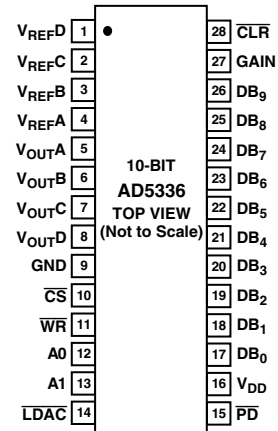 VREFD 1
VREFC 2
VREFB 3
VREFA 4
VOUTA 5
VOUTB 6
VOUTC 7
VOUTD 8
GND 9
CS 10
WR 11
A0 12
A1 13
LDAC 14
10-BIT
AD5336
TOP VIEW
(Not to Scale)
28 CLR
27 GAIN
26 DB9
25 DB8
24 DB7
23 DB6
22 DB5
21 DB4
20 DB3
19 DB2
18 DB1
17 DB0
16 VDD
15 PD